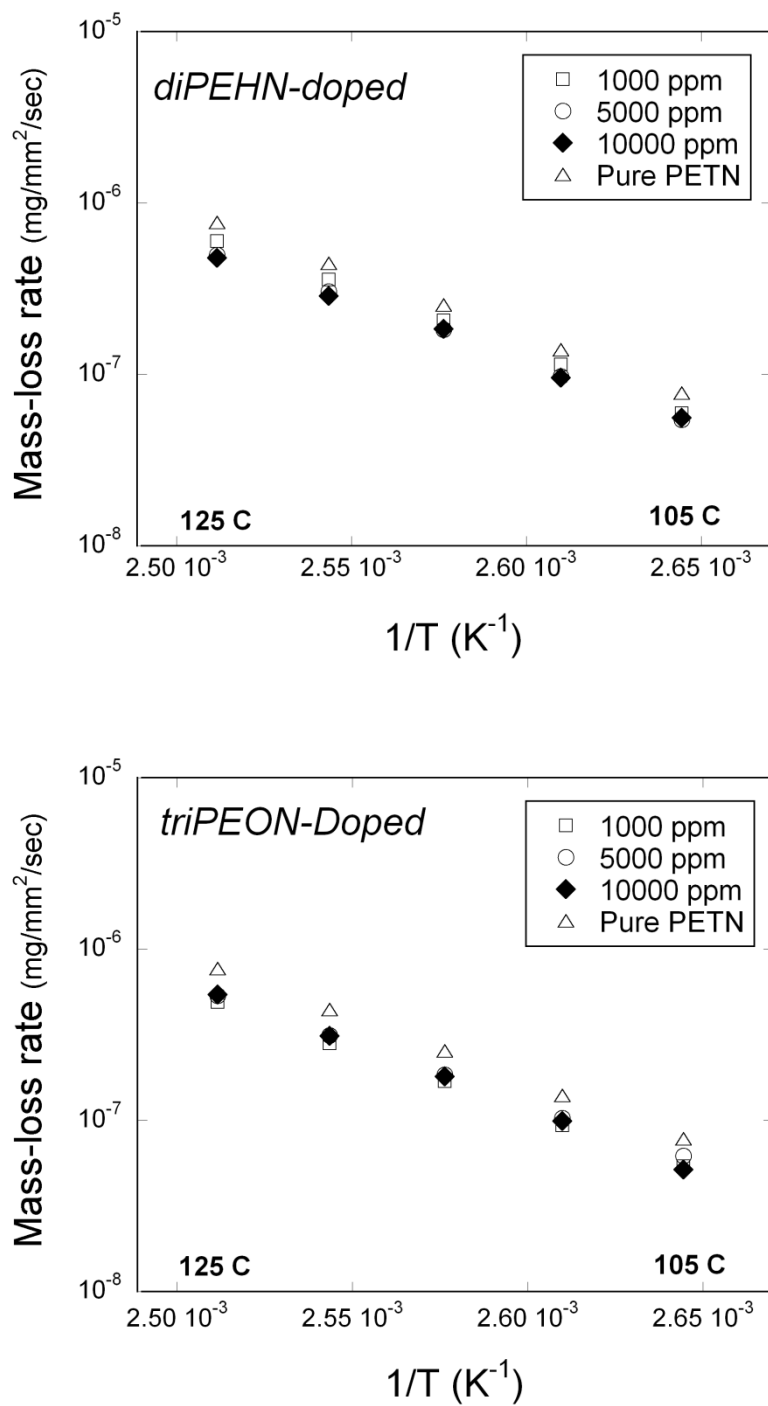 diPEHN-doped
1000 ppm
5000 ppm
10000 ppm
Pure PETN
Mass-loss rate (mg/mm²/sec)
10⁻⁵
10⁻⁶
10⁻⁷
10⁻⁸
125 C
105 C
2.50 10⁻³ 2.55 10⁻³ 2.60 10⁻³ 2.65 10⁻³
1/T (K⁻¹)
triPEON-Doped
1000 ppm
5000 ppm
10000 ppm
Pure PETN
Mass-loss rate (mg/mm²/sec)
10⁻⁵
10⁻⁶
10⁻⁷
10⁻⁸
125 C
105 C
2.50 10⁻³ 2.55 10⁻³ 2.60 10⁻³ 2.65 10⁻³
1/T (K⁻¹)